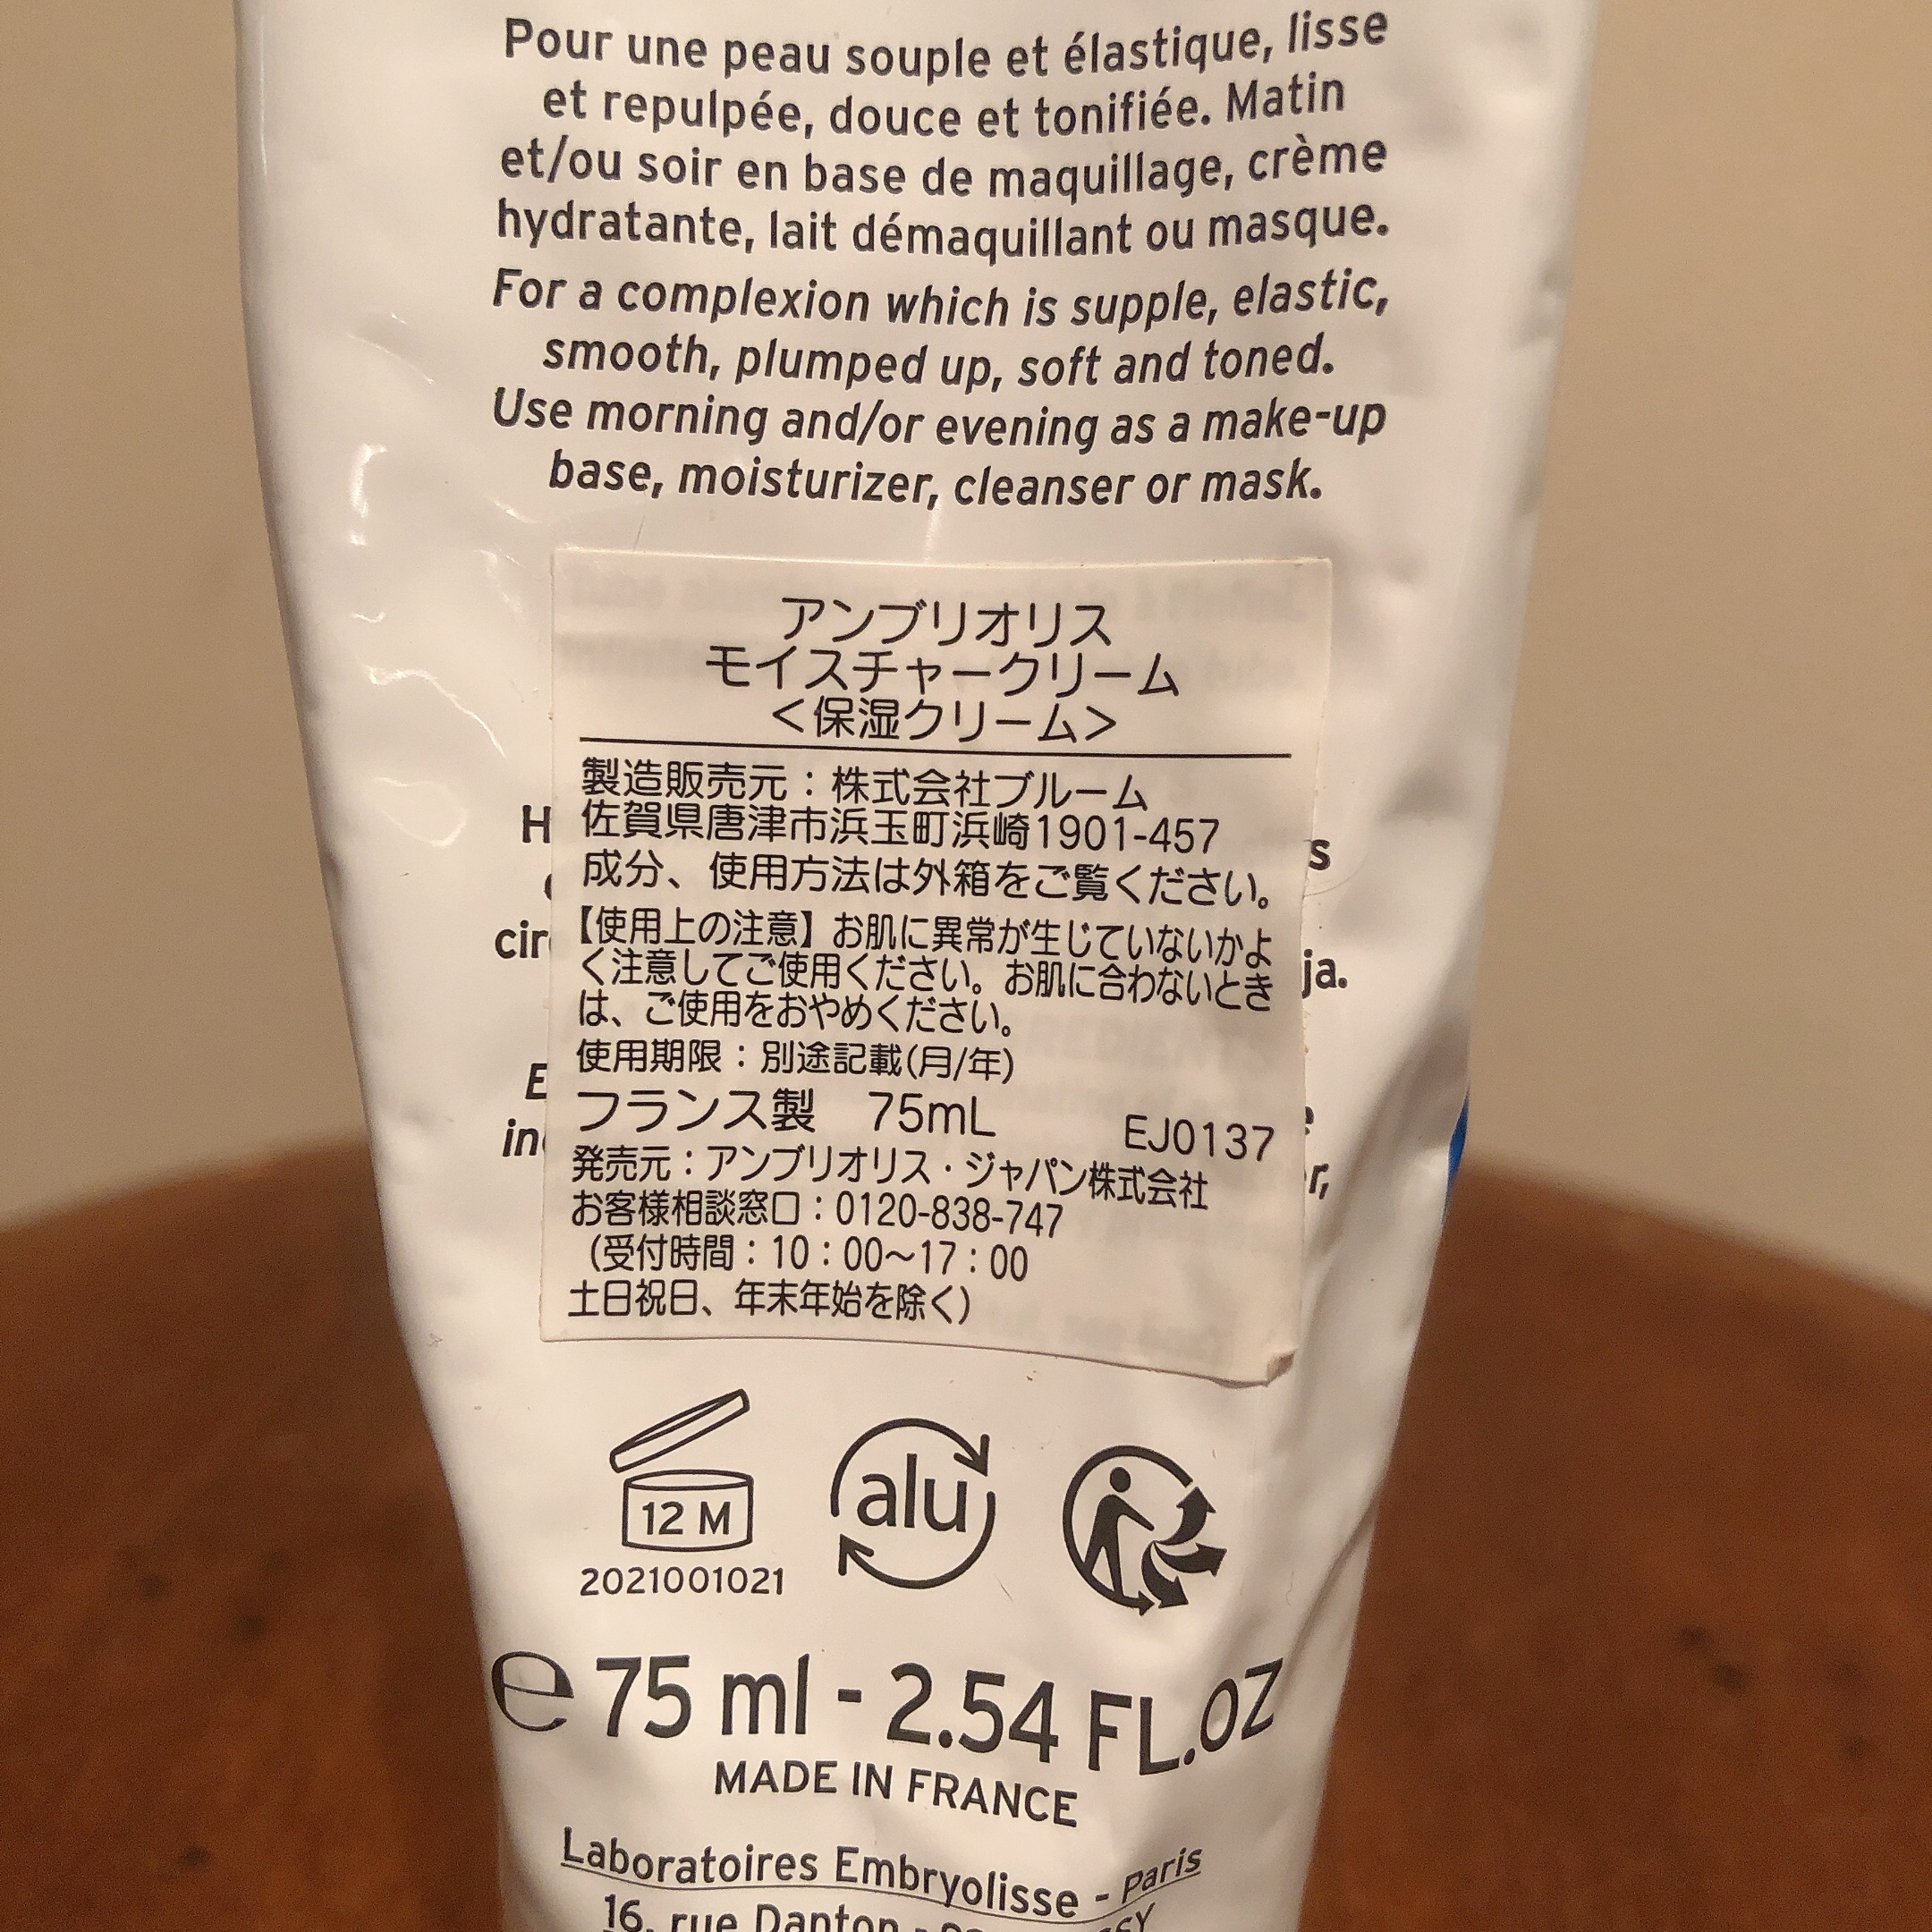 Pour une peau souple et élastique, lisse
et repulpée, douce et tonifiée. Matin
et/ou soir en base de maquillage, crème
hydratante, lait démaquillant ou masque.
For a complexion which is supple, elastic,
smooth, plumped up, soft and toned.
Use morning and/or evening as a make-up
base, moisturizer, cleanser or mask.
アンブリオリス
モイスチャークリーム
<保湿クリーム>
製造販売元：株式会社ブルーム
佐賀県唐津市浜玉町浜崎1901-457
成分、使用方法は外箱をご覧ください。
【使用上の注意】お肌に異常が生じていないかよ
く注意してご使用ください。お肌に合わないとき
は、ご使用をおやめください。
使用期限：別途記載(月/年)
フランス製　75mL EJ0137
発売元：アンブリオリス・ジャパン株式会社
お客様相談窓口：0120-838-747
(受付時間：10：00～17：00
土日祝日、年末年始を除く)
12 M
2021001021
alu
e 75 ml - 2.54 FL.OZ
MADE IN FRANCE
Laboratoires Embryolisse - Paris
16, rue Danton